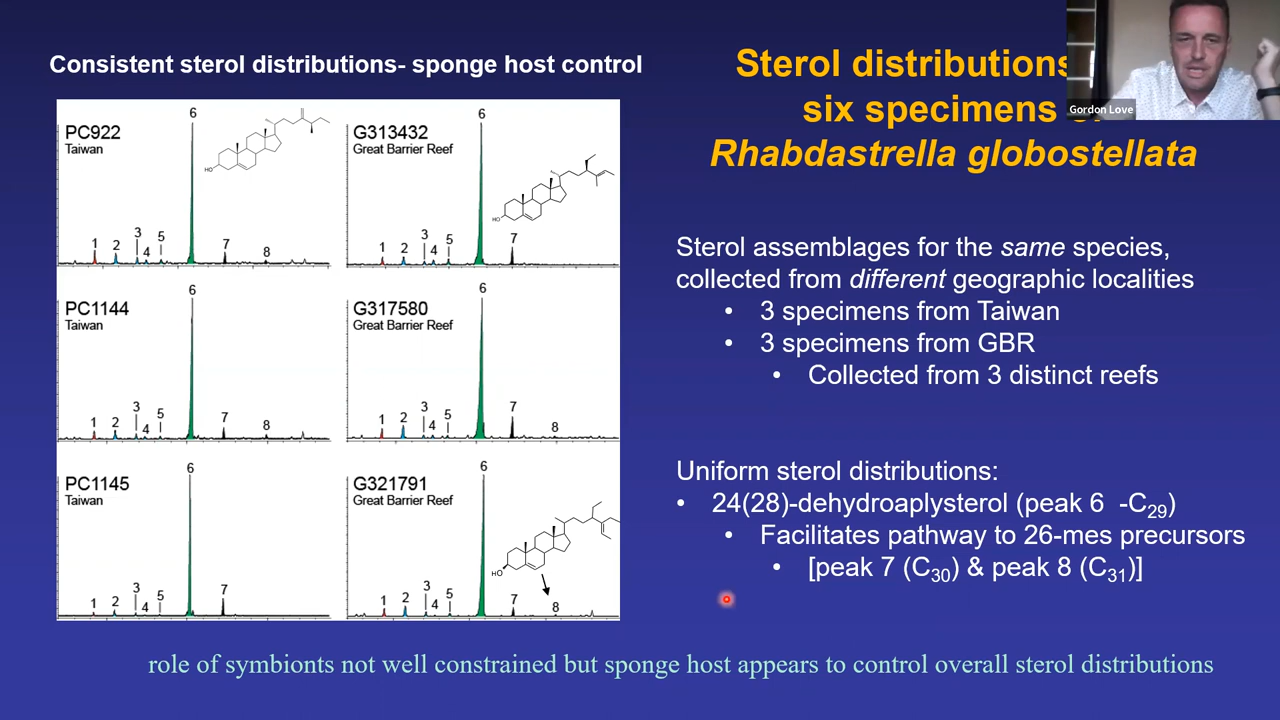 Consistent sterol distributions- sponge host control
PC922
Taiwan
6
1
2
3
4
5
7
8
HO
G313432
Great Barrier Reef
6
1
2
3
4
5
7
HO
PC1144
Taiwan
6
1
2
3
4
5
7
8
G317580
Great Barrier Reef
6
1
2
3
4
5
7
8
PC1145
Taiwan
6
1
2
3
4
5
7
G321791
Great Barrier Reef
6
1
2
3
4
5
7
8
HO
Gordon Love
Sterol distributions
six specimens
Rhabdastrella globostellata
Sterol assemblages for the same species,
collected from different geographic localities
• 3 specimens from Taiwan
• 3 specimens from GBR
• Collected from 3 distinct reefs
Uniform sterol distributions:
• 24(28)-dehydroaplysterol (peak 6 -C29)
• Facilitates pathway to 26-mes precursors
• [peak 7 (C30) & peak 8 (C31)]
role of symbionts not well constrained but sponge host appears to control overall sterol distributions